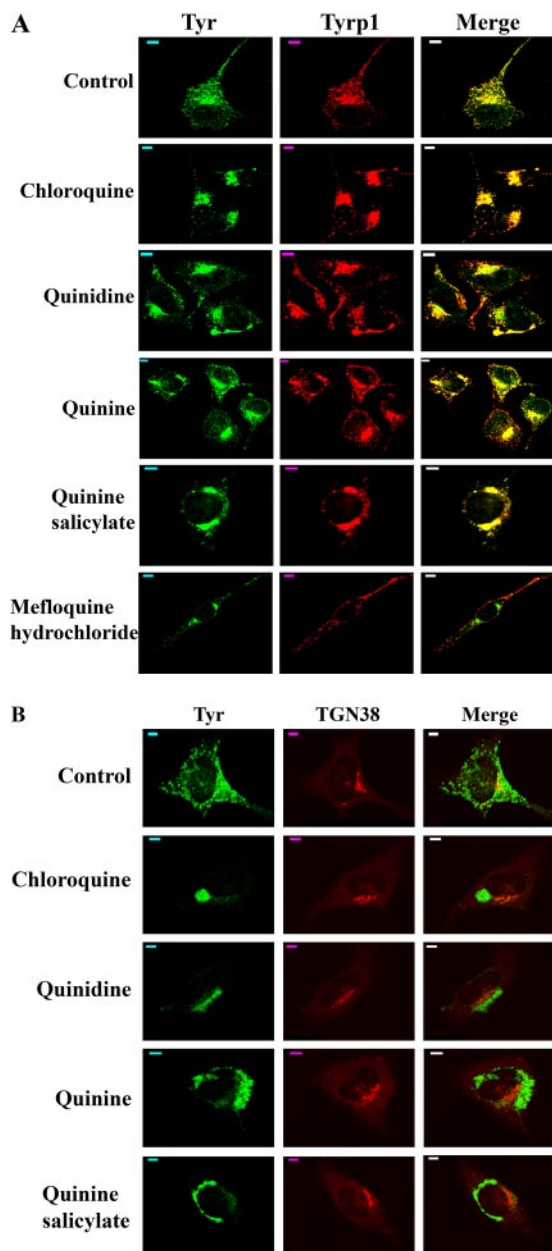 A
Tyr Tyrp1 Merge
Control
Chloroquine
Quinidine
Quinine
Quinine
salicylate
Mefloquine
hydrochloride
B
Tyr TGN38 Merge
Control
Chloroquine
Quinidine
Quinine
Quinine
salicylate